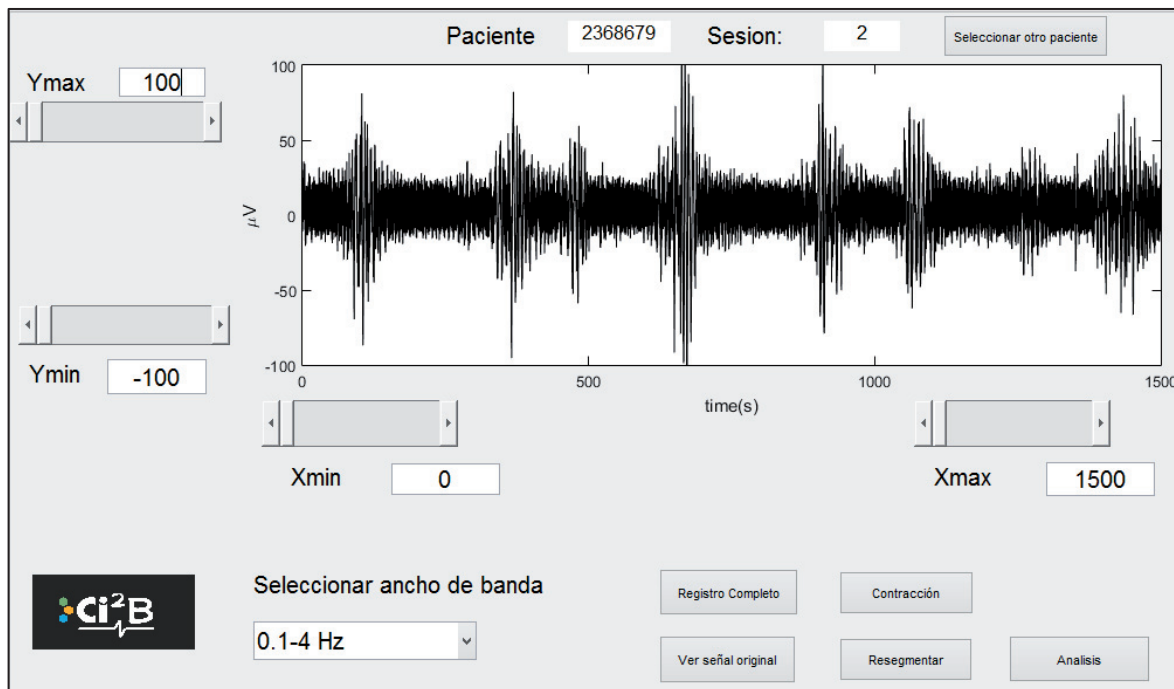 Paciente 2368679 Sesion: 2 Seleccionar otro paciente
Ymax 100
100
50
0
-50
-100
µV
Ymin -100
0 500 1000 1500
time(s)
Xmin 0
Xmax 1500
Ci²B
Seleccionar ancho de banda
0.1-4 Hz
Registro Completo Contracción
Ver señal original Resegmentar Analisis